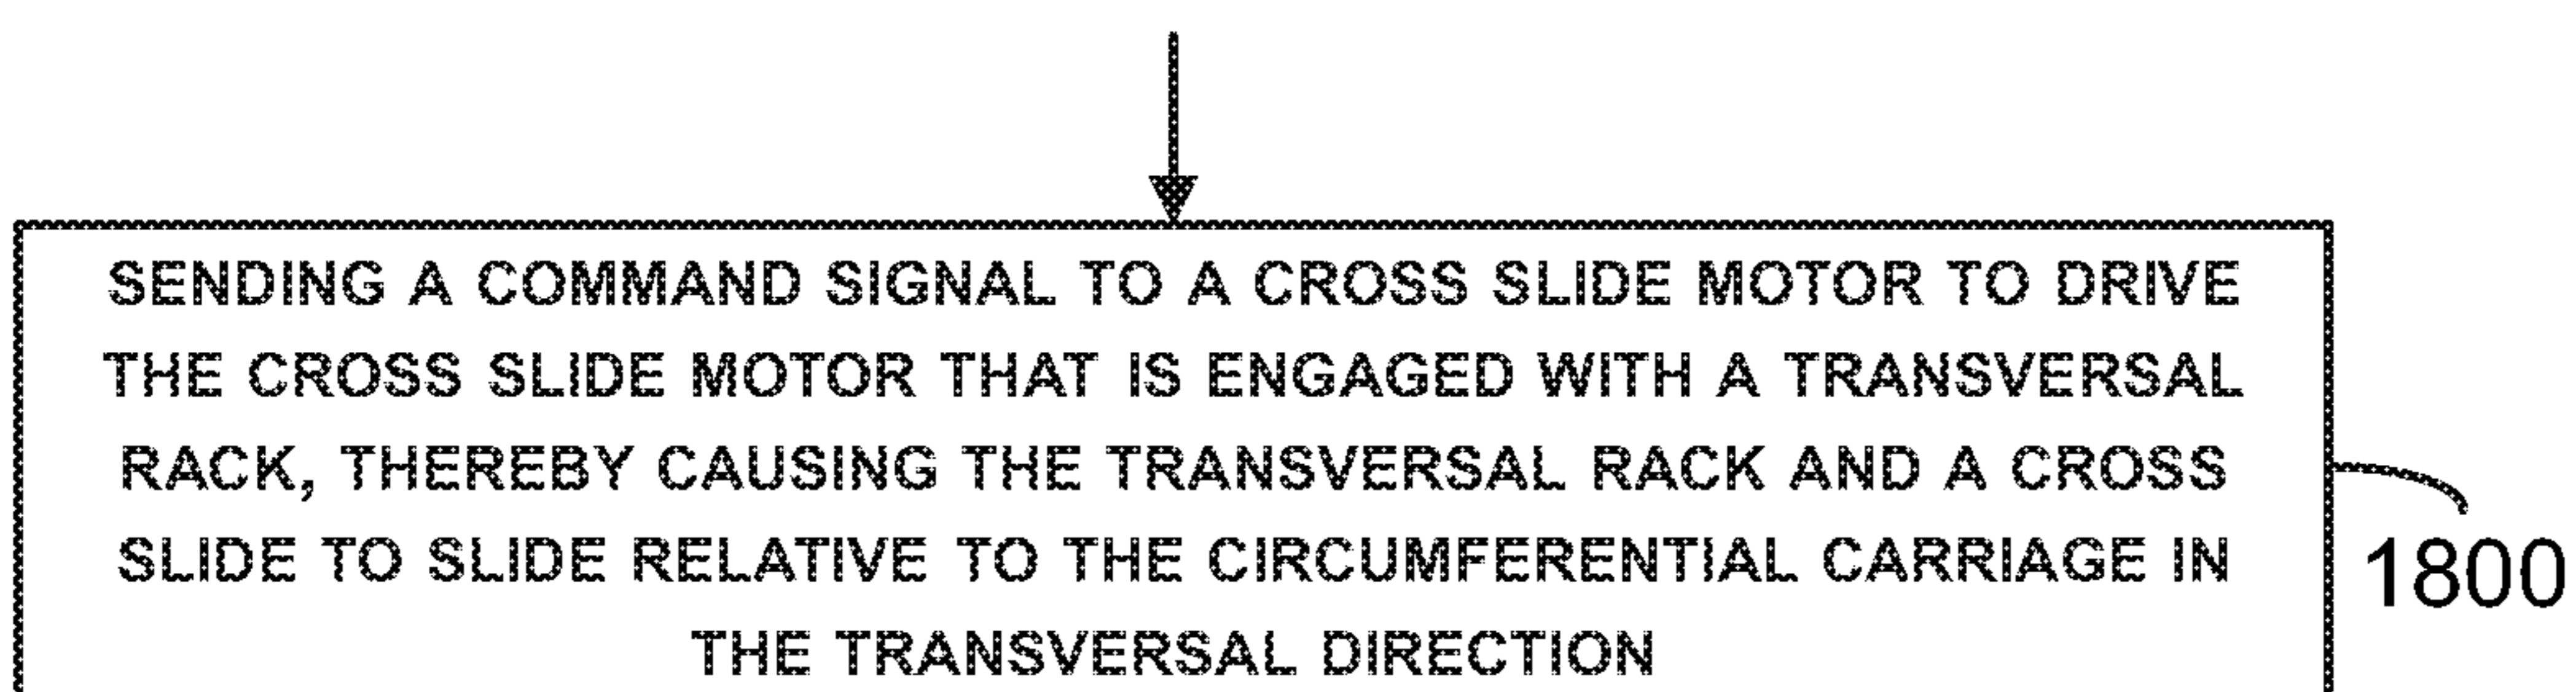 SENDING A COMMAND SIGNAL TO A CROSS SLIDE MOTOR TO DRIVE
THE CROSS SLIDE MOTOR THAT IS ENGAGED WITH A TRANSVERSAL
RACK, THEREBY CAUSING THE TRANSVERSAL RACK AND A CROSS
SLIDE TO SLIDE RELATIVE TO THE CIRCUMFERENTIAL CARRIAGE IN
THE TRANSVERSAL DIRECTION
1800